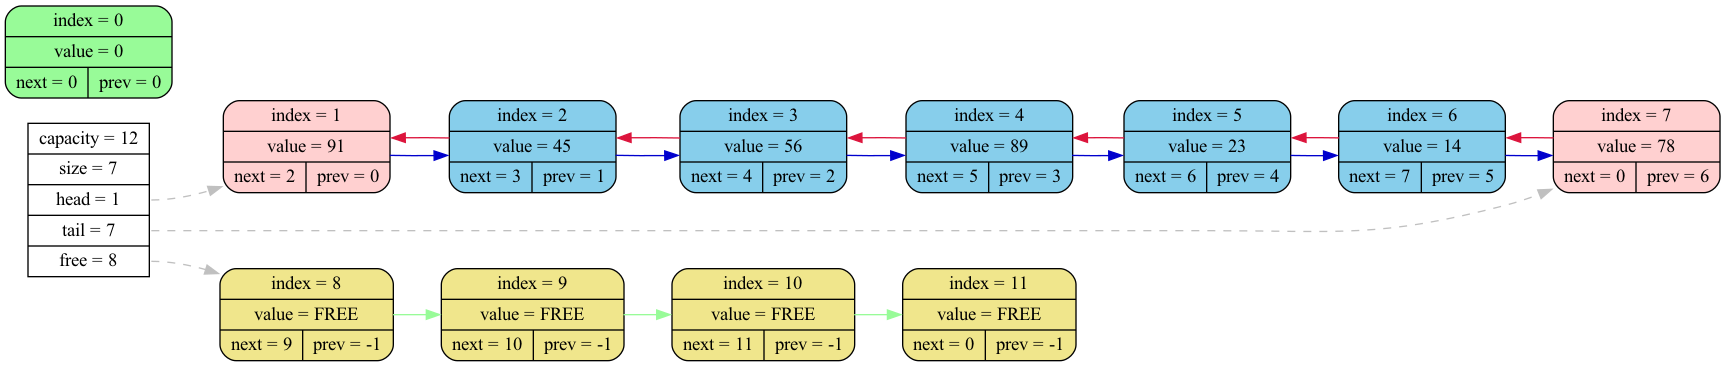 index = 0
value = 0
next = 0 prev = 0
capacity = 12
size = 7
head = 1
tail = 7
free = 8
index = 1
value = 91
next = 2 prev = 0
index = 2
value = 45
next = 3 prev = 1
index = 3
value = 56
next = 4 prev = 2
index = 4
value = 89
next = 5 prev = 3
index = 5
value = 23
next = 6 prev = 4
index = 6
value = 14
next = 7 prev = 5
index = 7
value = 78
next = 0 prev = 6
index = 8
value = FREE
next = 9 prev = -1
index = 9
value = FREE
next = 10 prev = -1
index = 10
value = FREE
next = 11 prev = -1
index = 11
value = FREE
next = 0 prev = -1